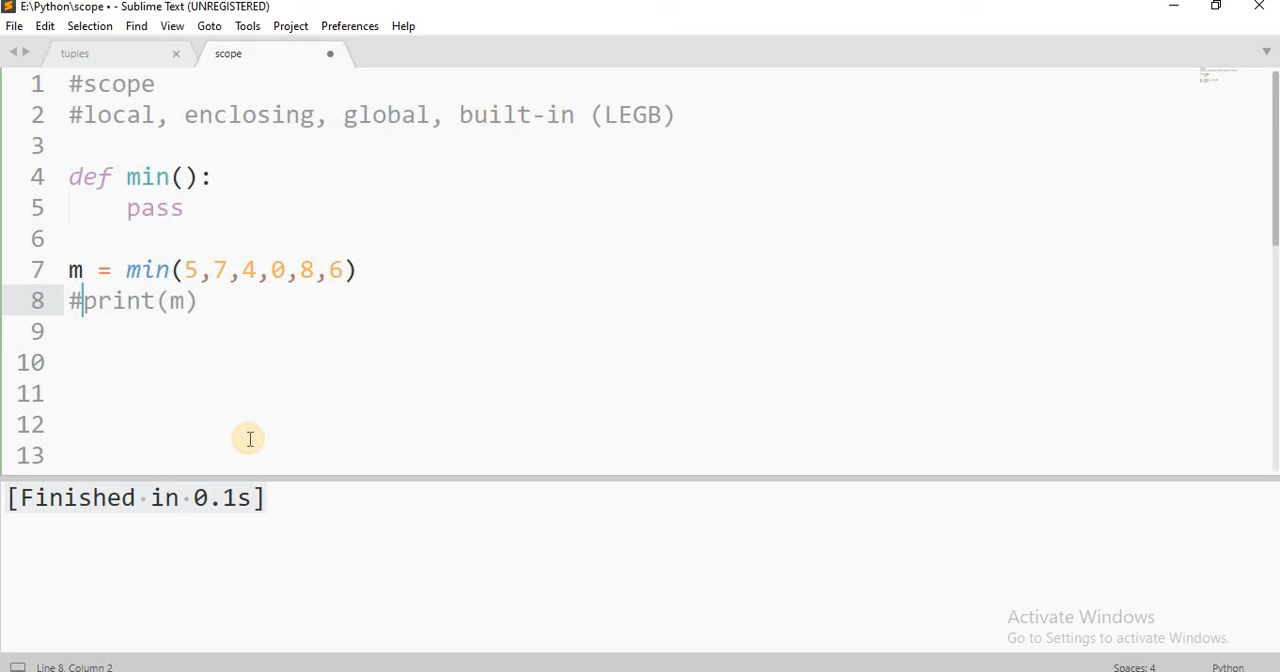 E:\Python\scope • - Sublime Text (UNREGISTERED)
File Edit Selection Find View Goto Tools Project Preferences Help
tuples scope
1 #scope
2 #local, enclosing, global, built-in (LEGB)
3
4 def min():
5 pass
6
7 m = min(5,7,4,0,8,6)
8 #print(m)
9
10
11
12
13
[Finished in 0.1s]
Activate Windows
Go to Settings to activate Windows.
Line 8, Column 2 Spaces: 4 Python